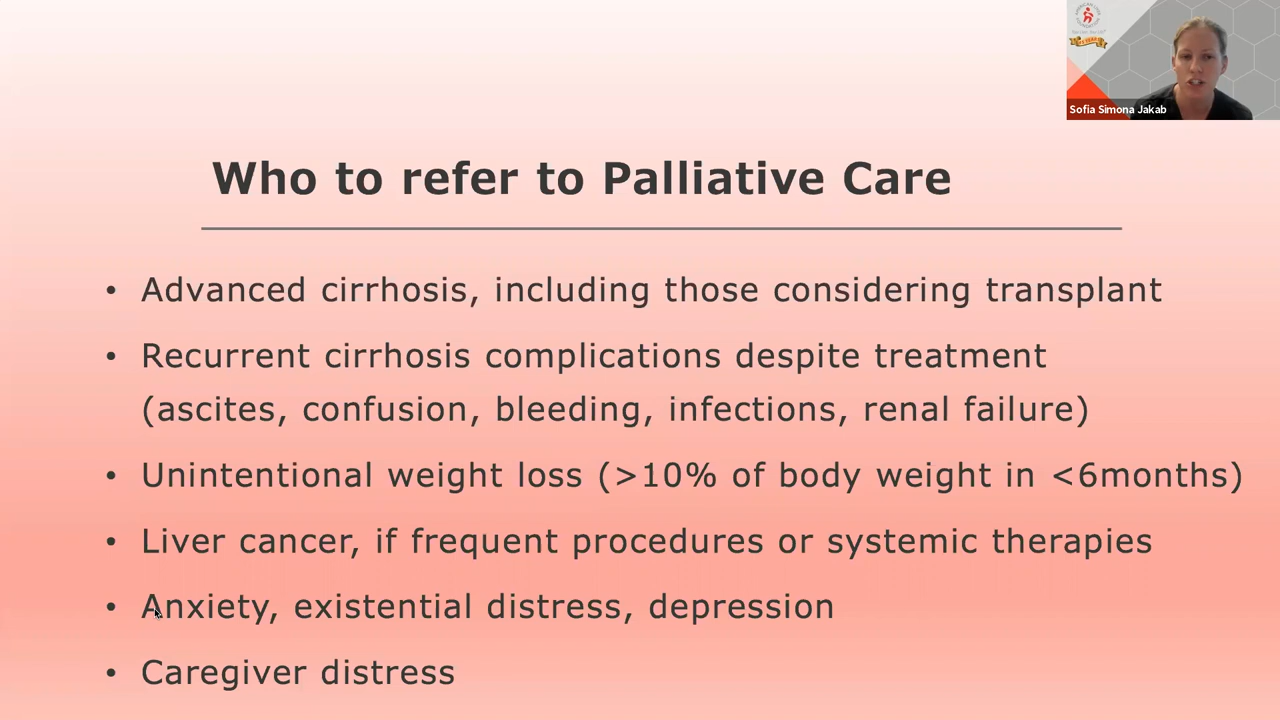 Sofia Simona Jakab
Who to refer to Palliative Care
• Advanced cirrhosis, including those considering transplant
• Recurrent cirrhosis complications despite treatment
(ascites, confusion, bleeding, infections, renal failure)
• Unintentional weight loss (>10% of body weight in <6months)
• Liver cancer, if frequent procedures or systemic therapies
• Anxiety, existential distress, depression
• Caregiver distress